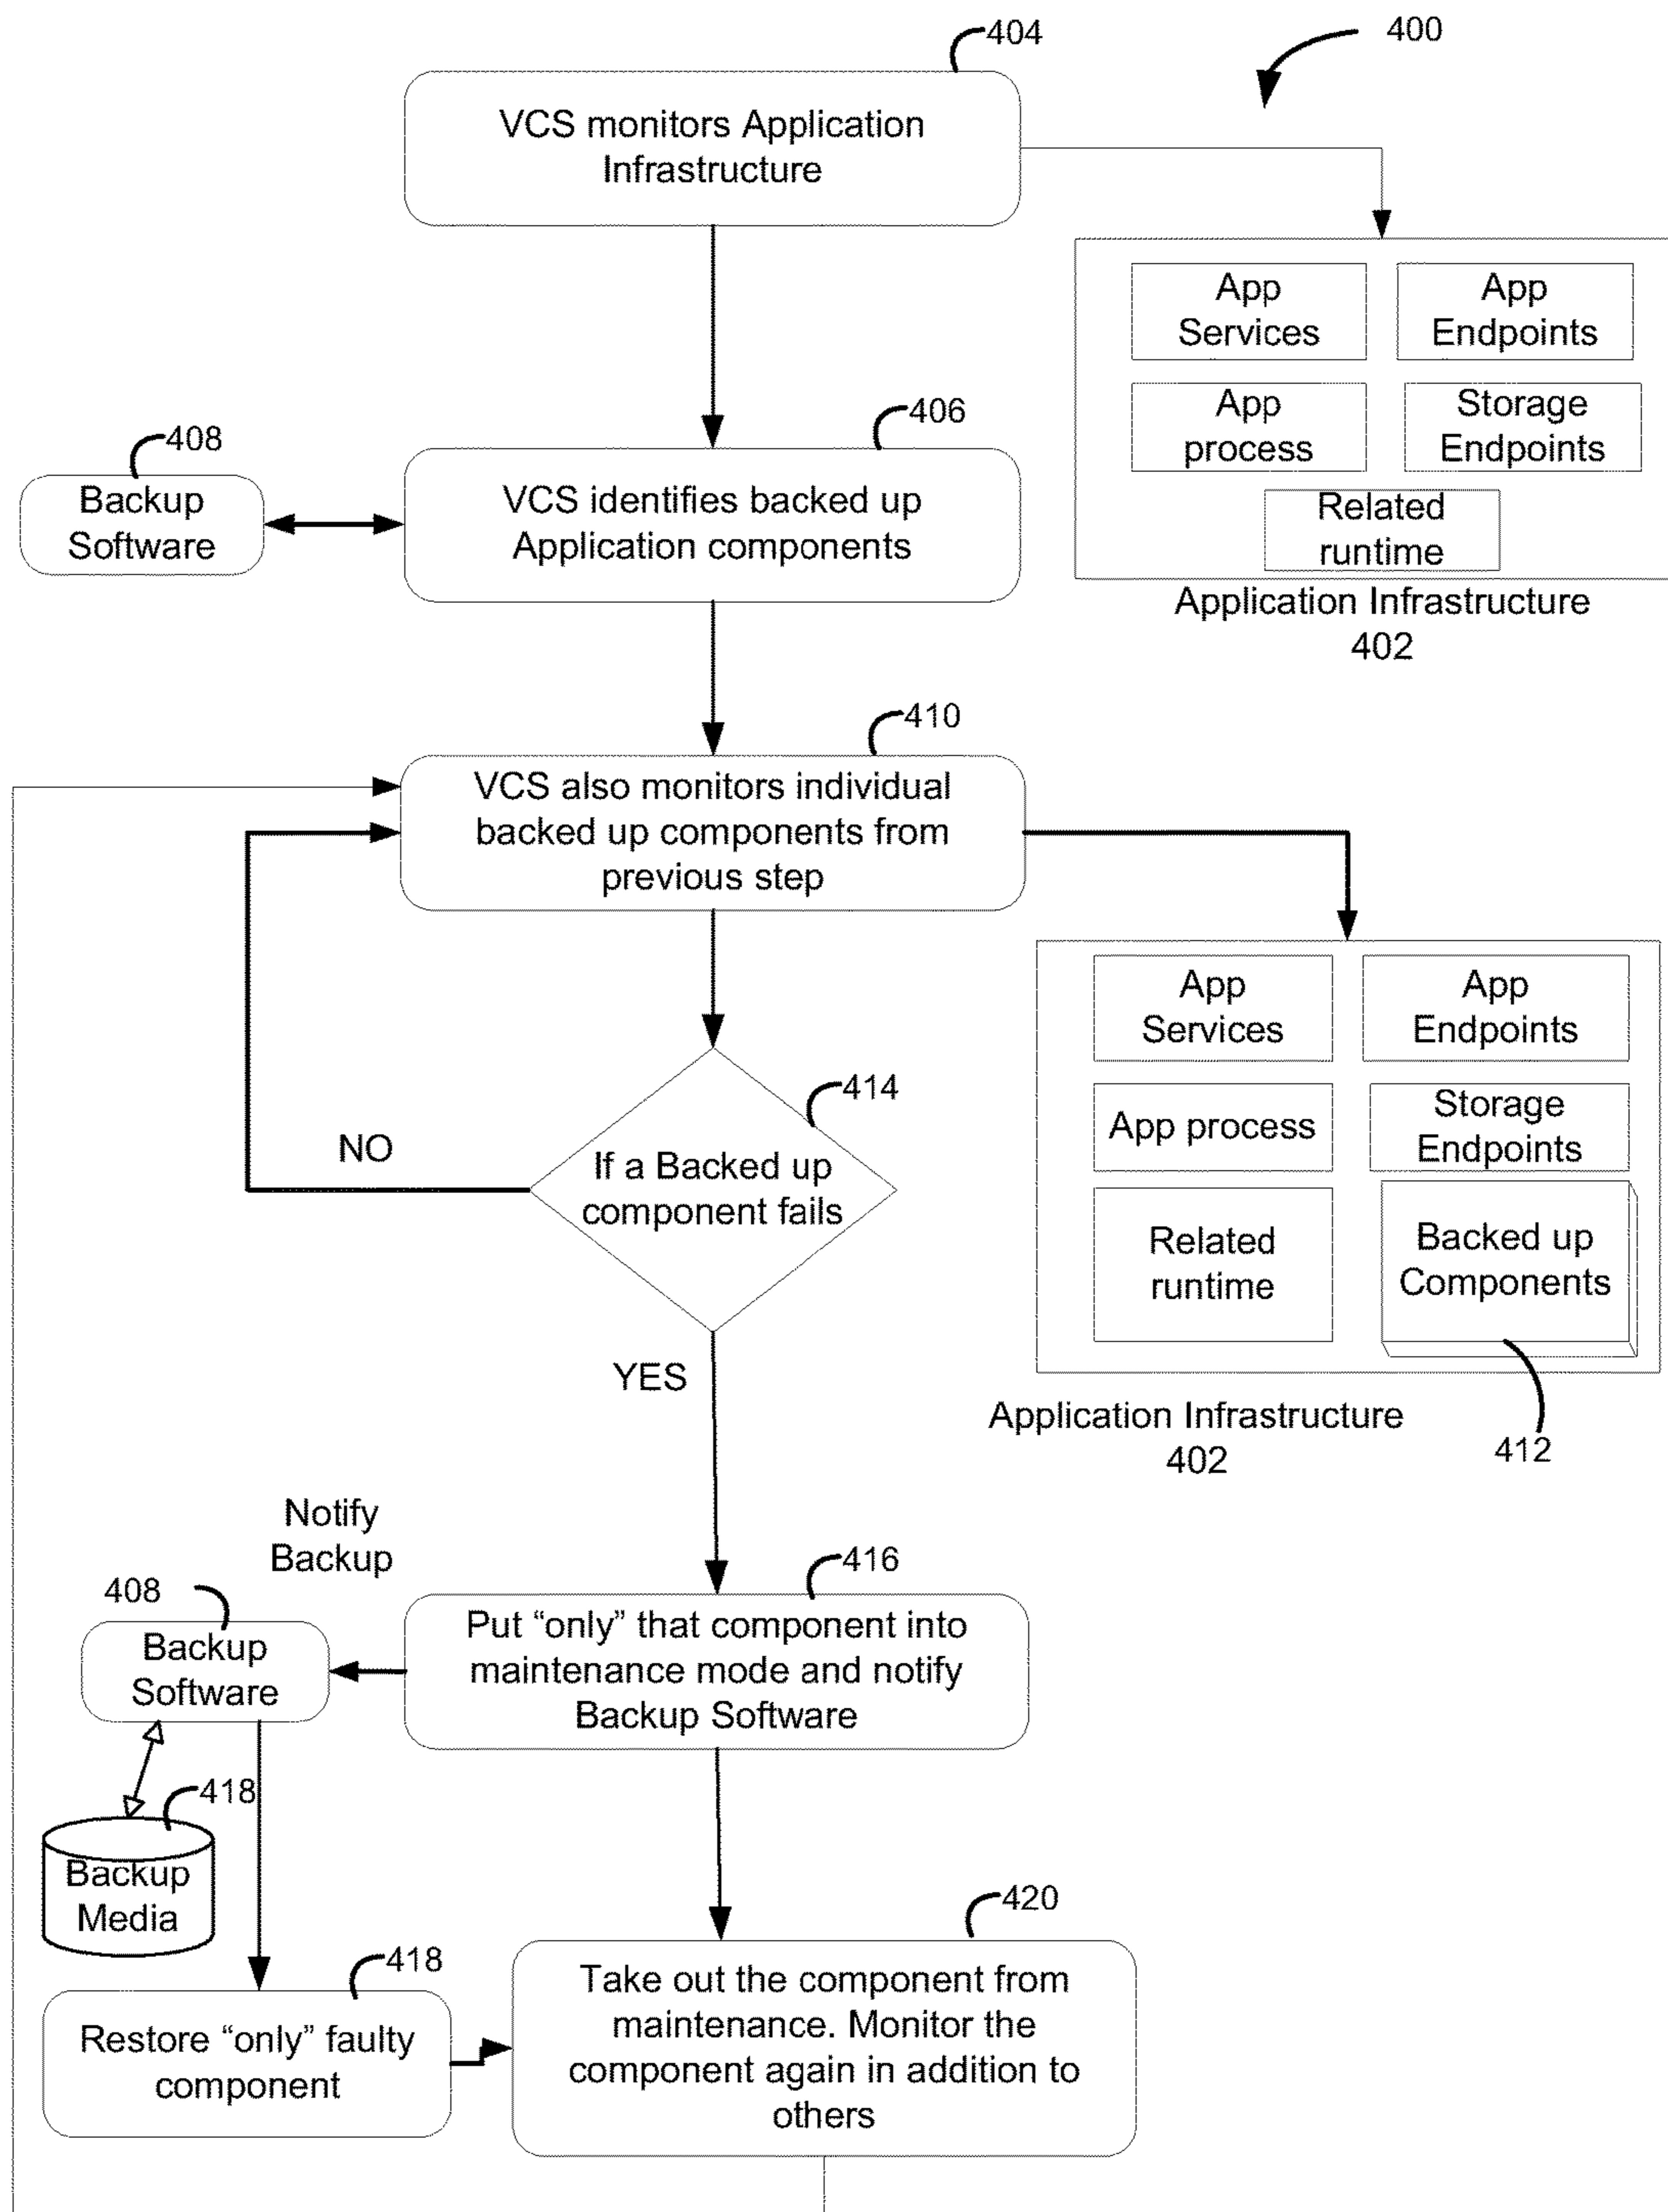 404
400
VCS monitors Application
Infrastructure
App
Services
App
Endpoints
App
process
Storage
Endpoints
Related
runtime
Application Infrastructure
402
406
408
Backup
Software
VCS identifies backed up
Application components
410
VCS also monitors individual
backed up components from
previous step
App
Services
App
Endpoints
App process
Storage
Endpoints
Related
runtime
Backed up
Components
Application Infrastructure
402
412
414
NO
If a Backed up
component fails
YES
Notify
Backup
416
408
Backup
Software
Put “only” that component into
maintenance mode and notify
Backup Software
418
Backup
Media
420
418
Restore “only” faulty
component
Take out the component from
maintenance. Monitor the
component again in addition to
others